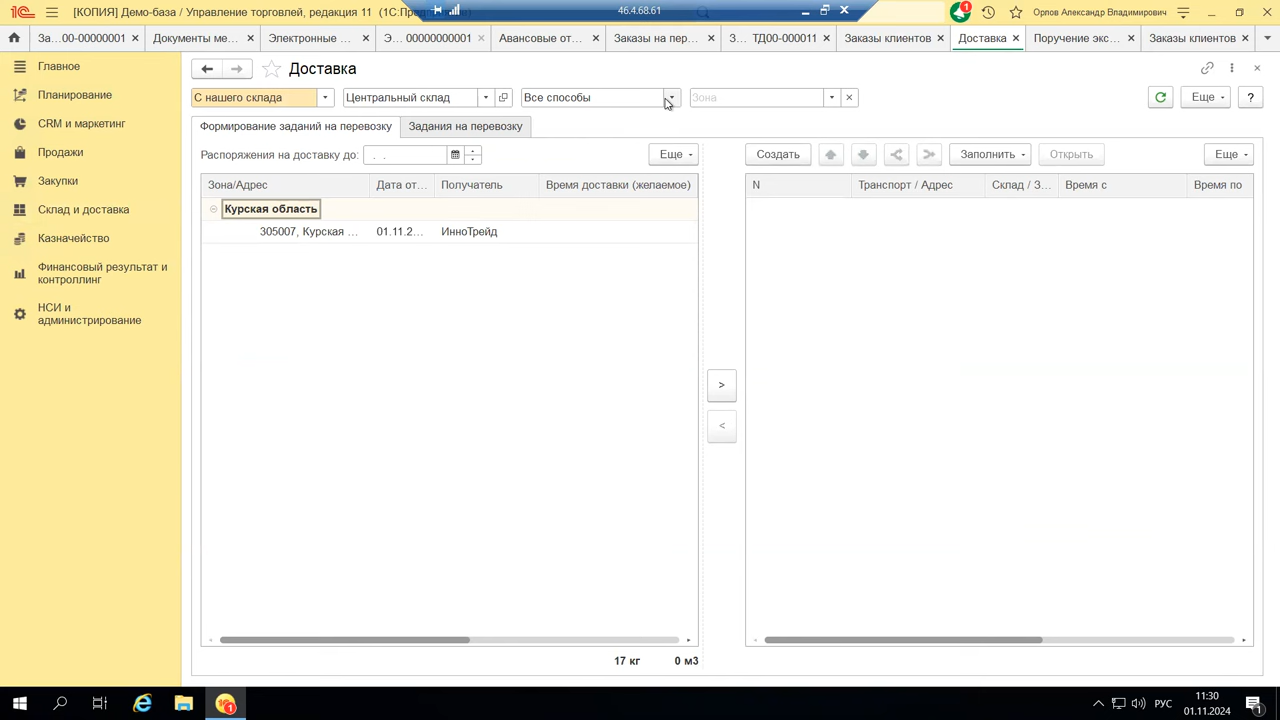 [КОПИЯ] Демо-база / Управление торговлей, редакция 11 (1С:Пр
46.4.68.61
Орлов Александр Владимирович
За...00-00000001
Документы ме...
Электронные ...
Э... 00000000001
Авансовые от...
Заказы на пер...
З... ТД00-000011
Заказы клиентов
Доставка
Поручение экс...
Заказы клиентов
Главное
Планирование
CRM и маркетинг
Продажи
Закупки
Склад и доставка
Казначейство
Финансовый результат и
контроллинг
НСИ и
администрирование
Доставка
С нашего склада
Центральный склад
Все способы
Зона
Еще
?
Формирование заданий на перевозку
Задания на перевозку
Распоряжения на доставку до:
. .
Еще
Создать
Заполнить
Открыть
Еще
Зона/Адрес
Дата от...
Получатель
Время доставки (желаемое)
N
Транспорт / Адрес
Склад / З...
Время с
Время по
Курская область
305007, Курская ...
01.11.2...
ИнноТрейд
>
<
17 кг
0 м3
РУС
11:30
01.11.2024